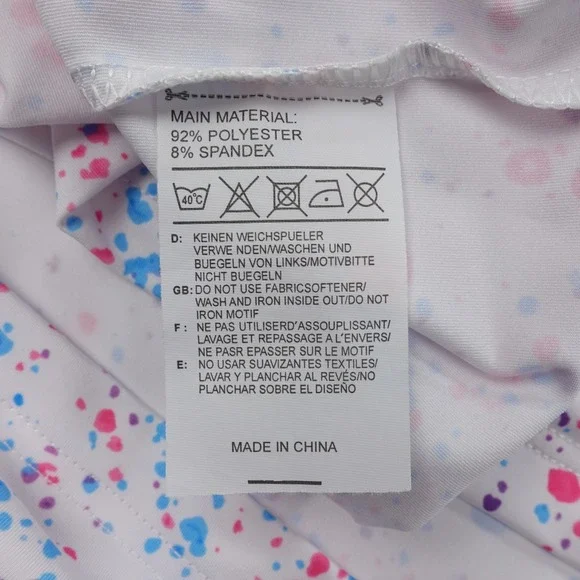 MAIN MATERIAL:
92% POLYESTER
8% SPANDEX
40°C
D: KEINEN WEICHSPUELER
VERWE NDEN/WASCHEN UND
BUEGELN VON LINKS/MOTIVBITTE
NICHT BUEGELN
GB: DO NOT USE FABRICSOFTENER/
WASH AND IRON INSIDE OUT/DO NOT
IRON MOTIF
F: NE PAS UTILISERD'ASSOUPLISSANT/
LAVAGE ET REPASSAGE A L'ENVERS/
NE PASR EPASSER SUR LE MOTIF
E: NO USAR SUAVIZANTES TEXTILES/
LAVAR Y PLANCHAR AL REVÉS/NO
PLANCHAR SOBRE EL DISEÑO
MADE IN CHINA